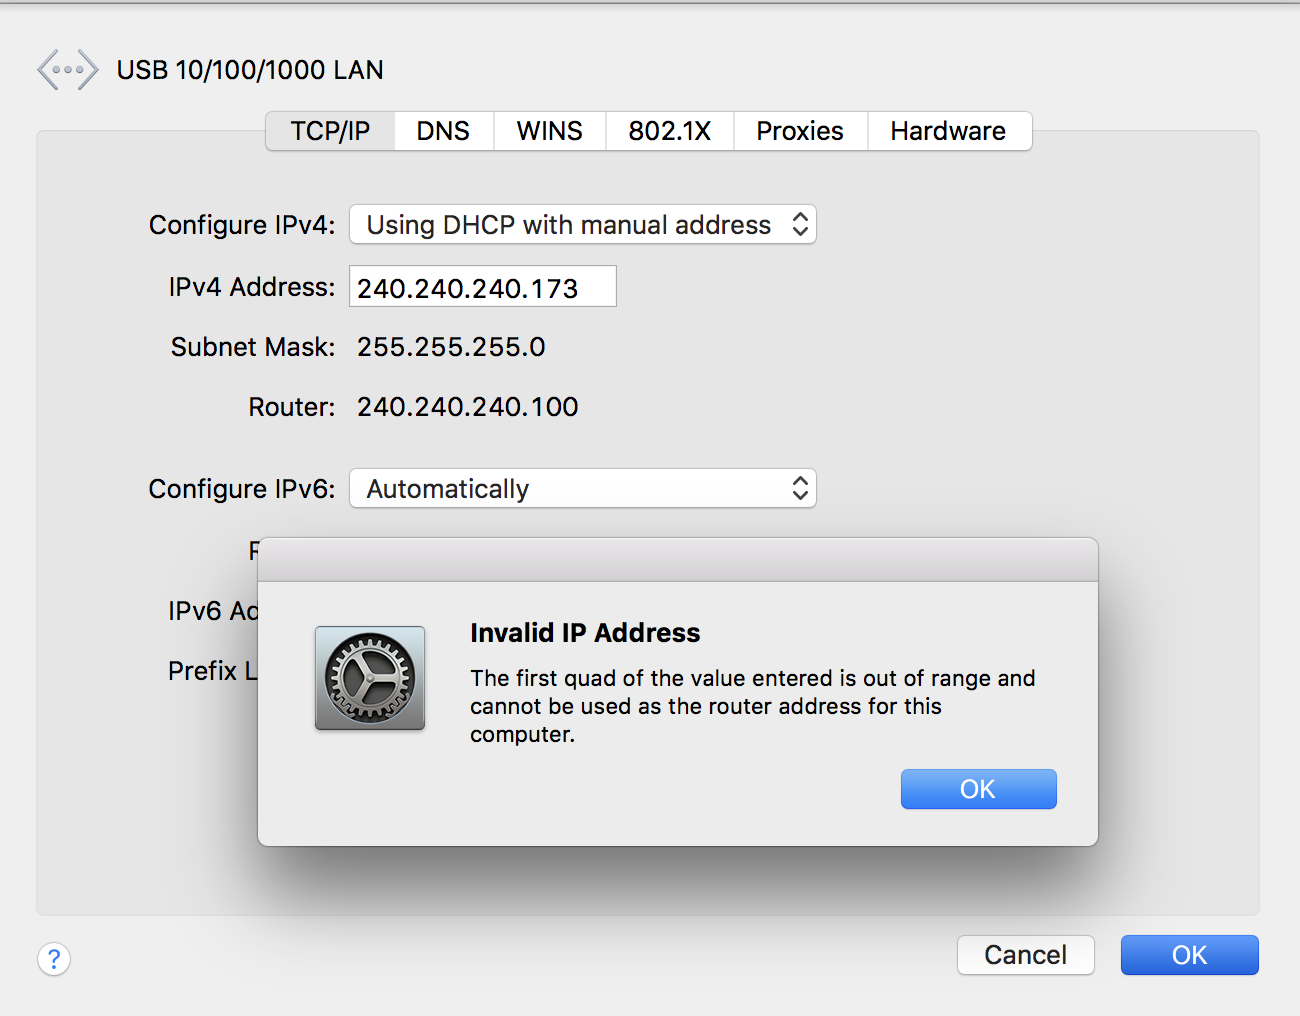 USB 10/100/1000 LAN
TCP/IP DNS WINS 802.1X Proxies Hardware
Configure IPv4: Using DHCP with manual address
IPv4 Address: 240.240.240.173
Subnet Mask: 255.255.255.0
Router: 240.240.240.100
Configure IPv6: Automatically
IPv6 Ad
Prefix L
Invalid IP Address
The first quad of the value entered is out of range and
cannot be used as the router address for this
computer.
OK
? Cancel OK